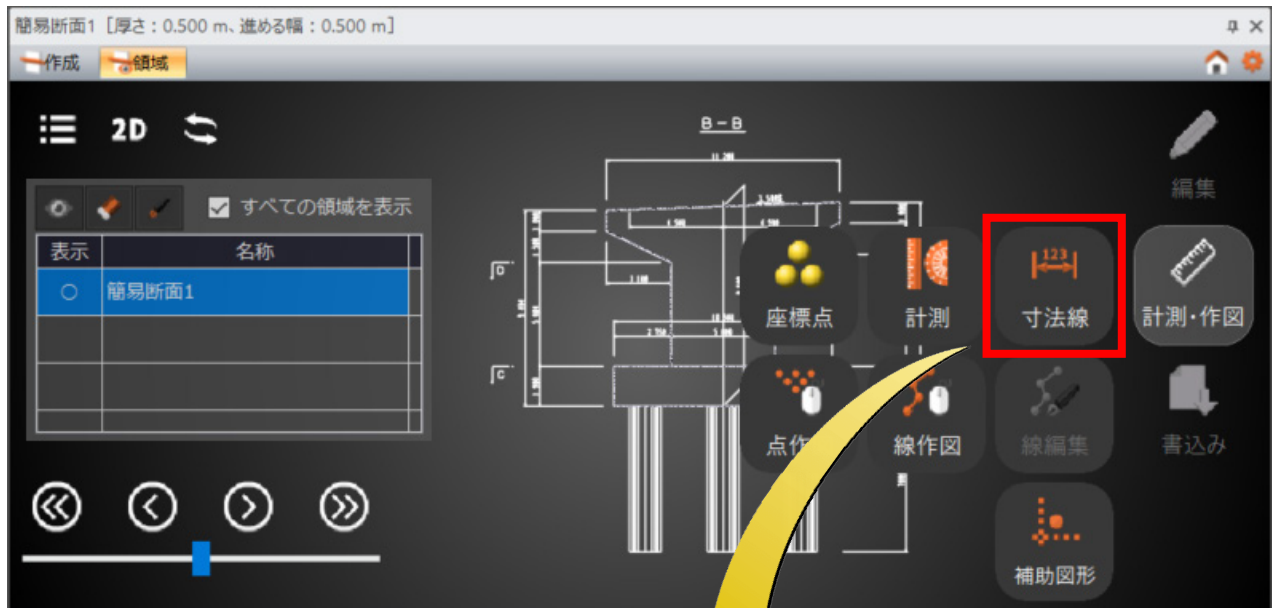 簡易断面1 [厚さ:0.500 m、進める幅:0.500 m]
作成 領域
2D
B-B
編集
すべての領域を表示
表示 名称
○ 簡易断面1
D
座標点 計測 123 寸法線 計測・作図
C
点作 線作図 線編集 書込み
補助図形